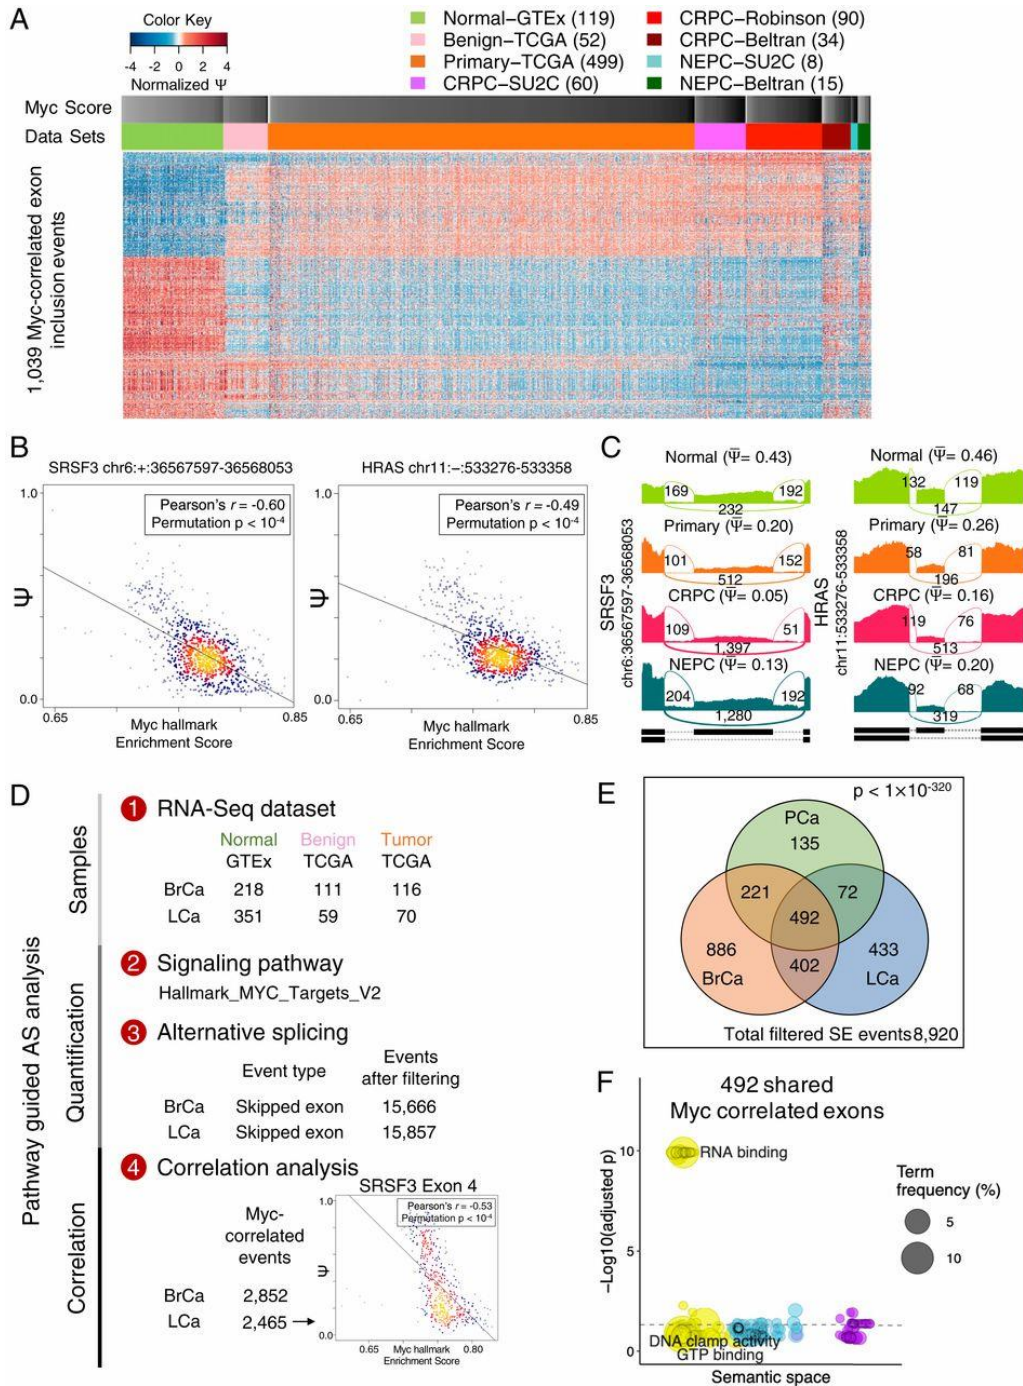 A
Color Key
-4 -2 0 2 4
Normalized Ψ
Normal−GTEx (119)
Benign−TCGA (52)
Primary−TCGA (499)
CRPC−SU2C (60)
CRPC−Robinson (90)
CRPC−Beltran (34)
NEPC−SU2C (8)
NEPC−Beltran (15)
Myc Score
Data Sets
1,039 Myc-correlated exon
inclusion events
B
SRSF3 chr6:+:36567597-36568053
Pearson's r = -0.60
Permutation p < 10⁻⁴
1.0
Ψ
0.0
0.65 0.85
Myc hallmark
Enrichment Score
HRAS chr11:−:533276-533358
Pearson's r = -0.49
Permutation p < 10⁻⁴
1.0
Ψ
0.0
0.65 0.85
Myc hallmark
Enrichment Score
C
SRSF3
chr6:36567597-36568053
Normal (Ψ̅= 0.43)
169 192
232
Primary (Ψ̅= 0.20)
101 152
512
CRPC (Ψ̅= 0.05)
109 51
1,397
NEPC (Ψ̅= 0.13)
204 192
1,280
HRAS
chr11:533276-533358
Normal (Ψ̅= 0.46)
132 119
147
Primary (Ψ̅= 0.26)
58 81
196
CRPC (Ψ̅= 0.16)
119 76
513
NEPC (Ψ̅= 0.20)
92 68
319
D
Pathway guided AS analysis
Samples
1 RNA-Seq dataset
Normal Benign Tumor
GTEx TCGA TCGA
BrCa 218 111 116
LCa 351 59 70
Quantification
2 Signaling pathway
Hallmark_MYC_Targets_V2
3 Alternative splicing
Event type Events
after filtering
BrCa Skipped exon 15,666
LCa Skipped exon 15,857
Correlation
4 Correlation analysis
Myc-
correlated
events
BrCa 2,852
LCa 2,465
SRSF3 Exon 4
Pearson's r = -0.53
Permutation p < 10⁻⁴
1.0
Ψ
0.0
0.65 0.80
Myc hallmark
Enrichment Score
E
p < 1×10⁻³²⁰
PCa
135
221 72
492
886 433
BrCa 402 LCa
Total filtered SE events8,920
F
492 shared
Myc correlated exons
−Log10(adjusted p)
10
5
0
RNA binding
DNA clamp activity
GTP binding
Semantic space
Term
frequency (%)
5
10